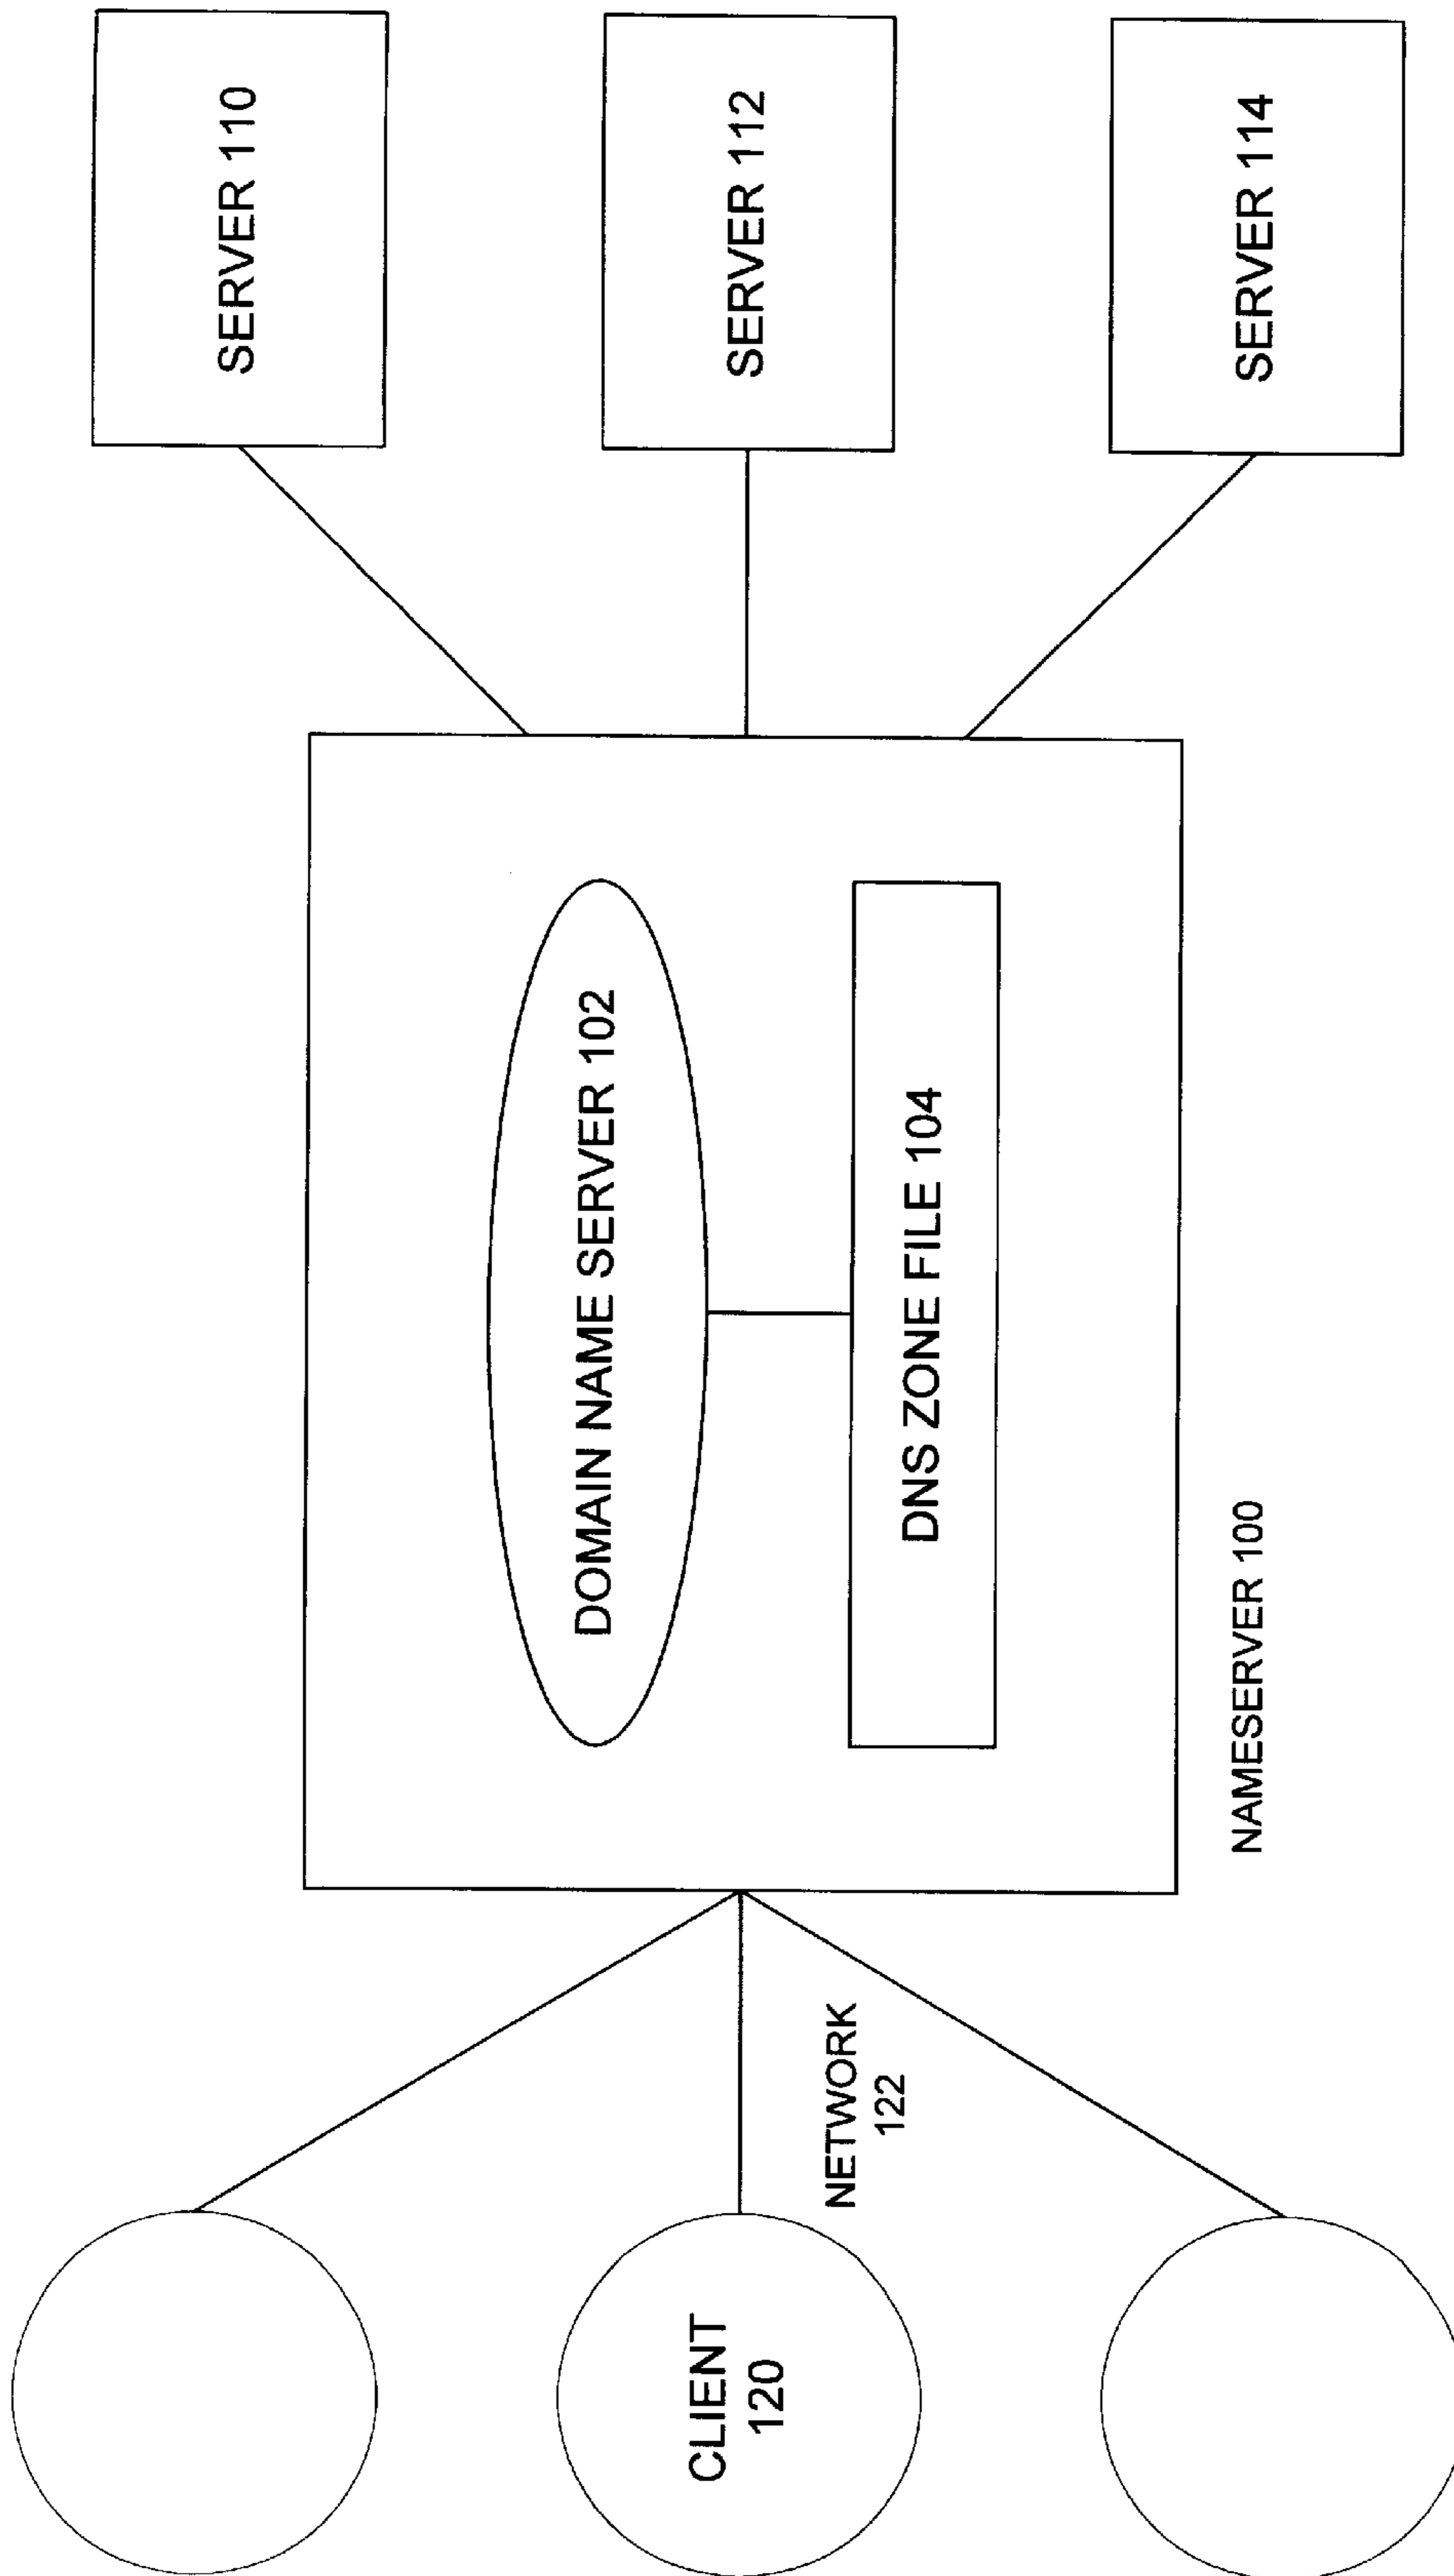 CLIENT
120
NETWORK
122
DOMAIN NAME SERVER 102
DNS ZONE FILE 104
NAMESERVER 100
SERVER 110
SERVER 112
SERVER 114